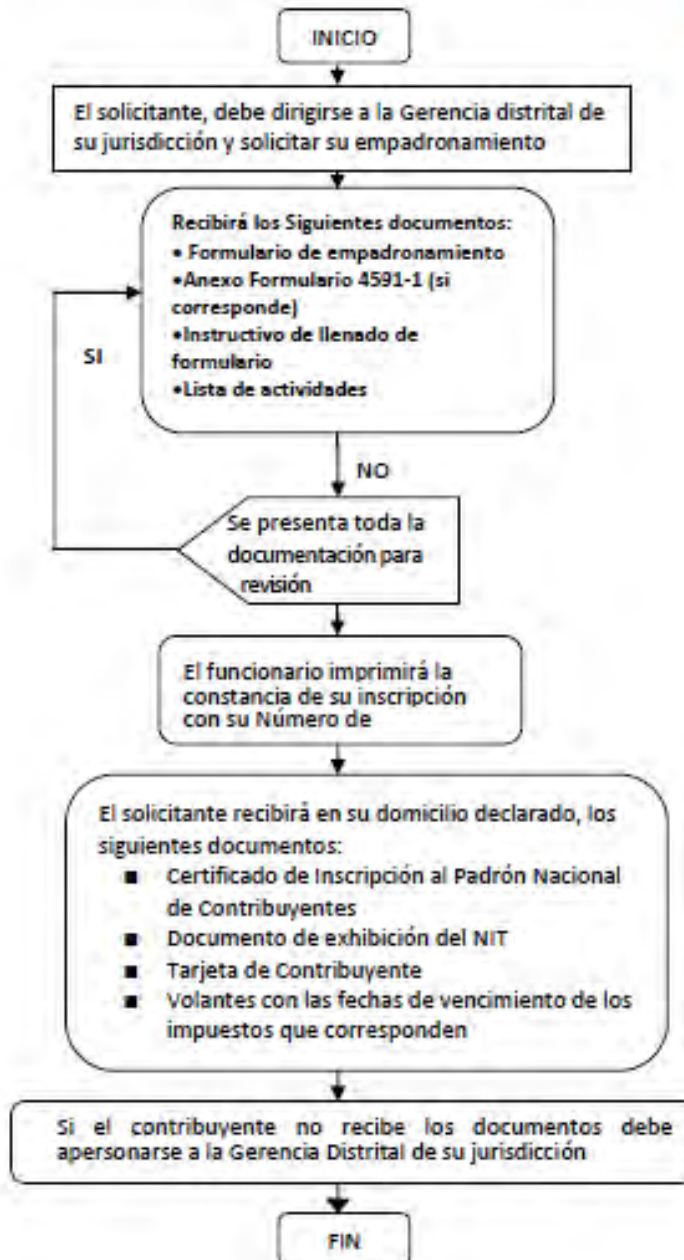 INICIO
El solicitante, debe dirigirse a la Gerencia distrital de
su jurisdicción y solicitar su empadronamiento
Recibirá los Siguientes documentos:
• Formulario de empadronamiento
•Anexo Formulario 4591-1 (si
corresponde)
•Instructivo de llenado de
formulario
•Lista de actividades
SI
NO
Se presenta toda la
documentación para
revisión
El funcionario imprimirá la
constancia de su inscripción
con su Número de
El solicitante recibirá en su domicilio declarado, los
siguientes documentos:
■ Certificado de Inscripción al Padrón Nacional
de Contribuyentes
■ Documento de exhibición del NIT
■ Tarjeta de Contribuyente
■ Volantes con las fechas de vencimiento de los
impuestos que corresponden
Si el contribuyente no recibe los documentos debe
apersonarse a la Gerencia Distrital de su jurisdicción
FIN